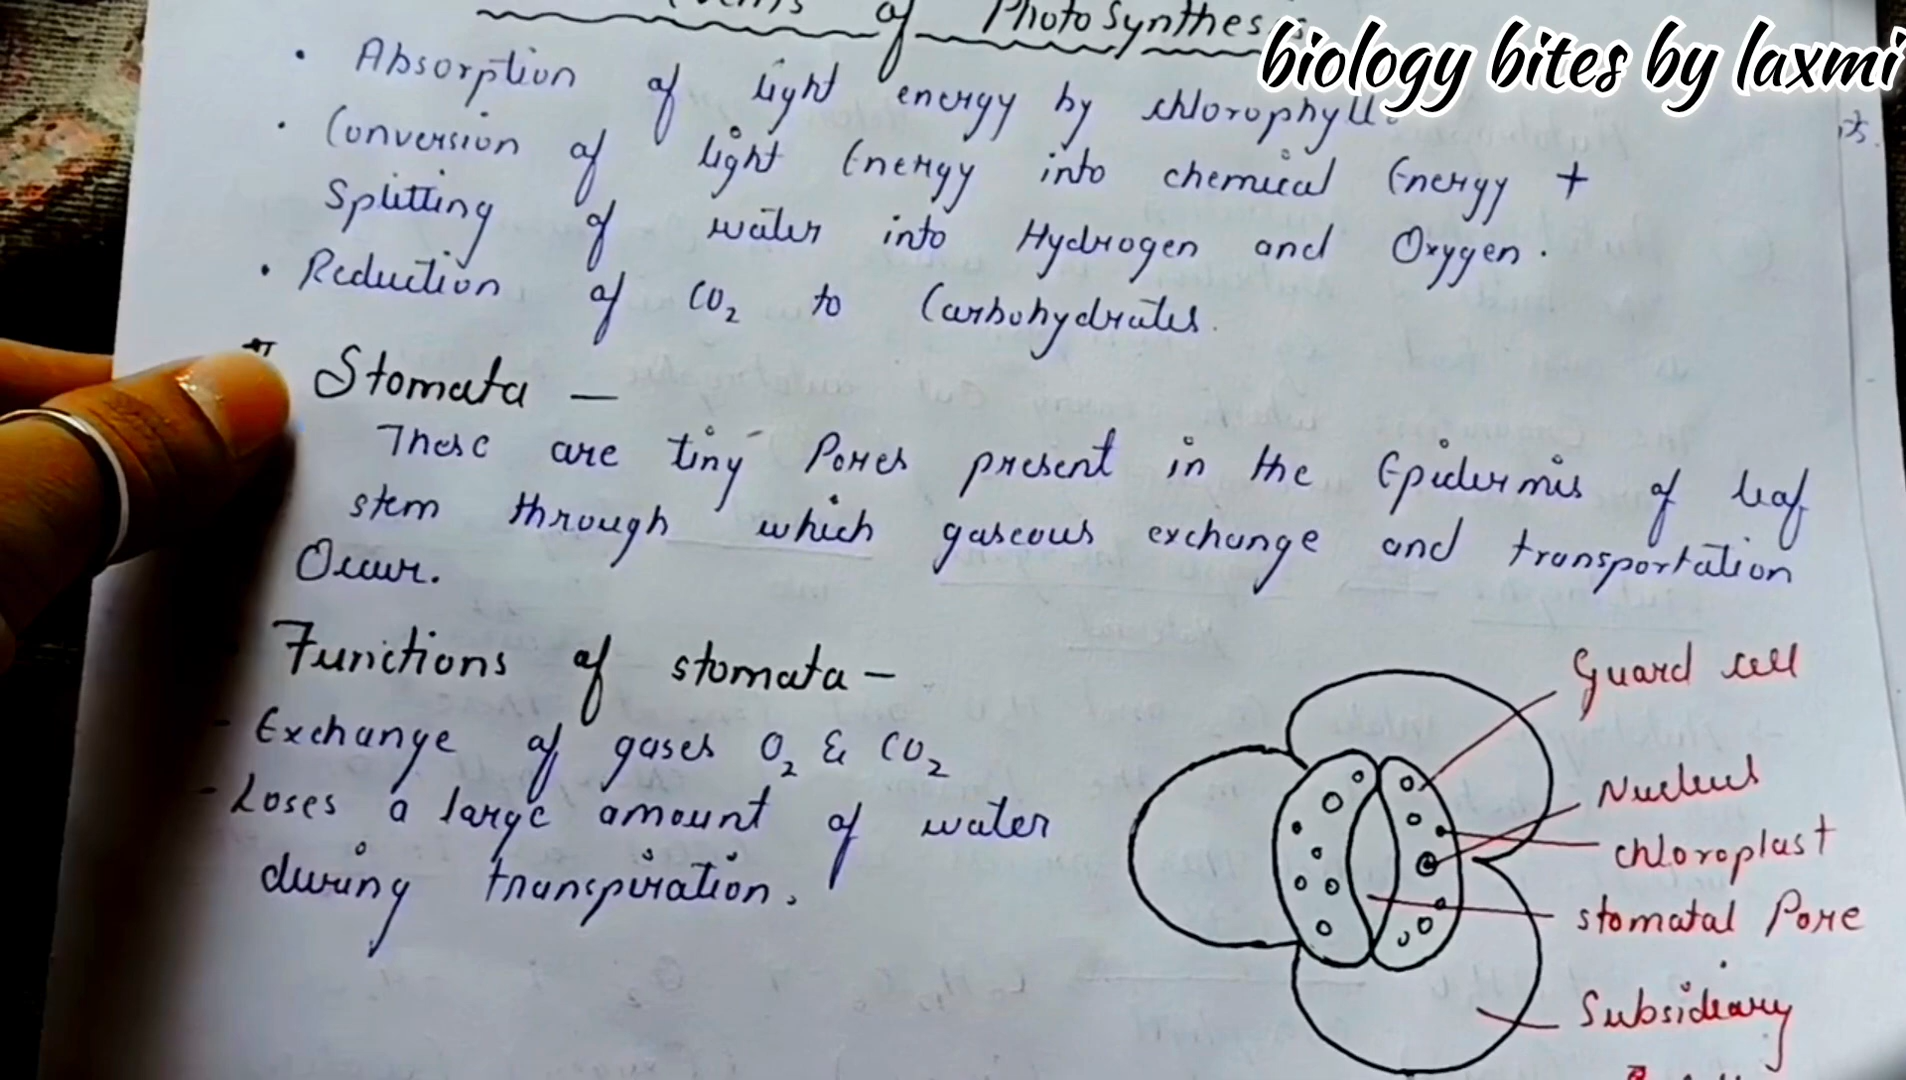 of Photosynthesis
biology bites by laxmi
• Absorption of light energy by chlorophyll.
• Conversion of light Energy into chemical Energy +
Splitting of water into Hydrogen and Oxygen.
• Reduction of CO2 to Carbohydrates.
Stomata —
These are tiny Pores present in the Epidermis of leaf
stem through which gaseous exchange and transportation
Occur.
Functions of stomata —
- Exchange of gases O2 & CO2
- Loses a large amount of water
during transpiration.
Guard cell
Nucleus
chloroplast
stomatal Pore
Subsidiary